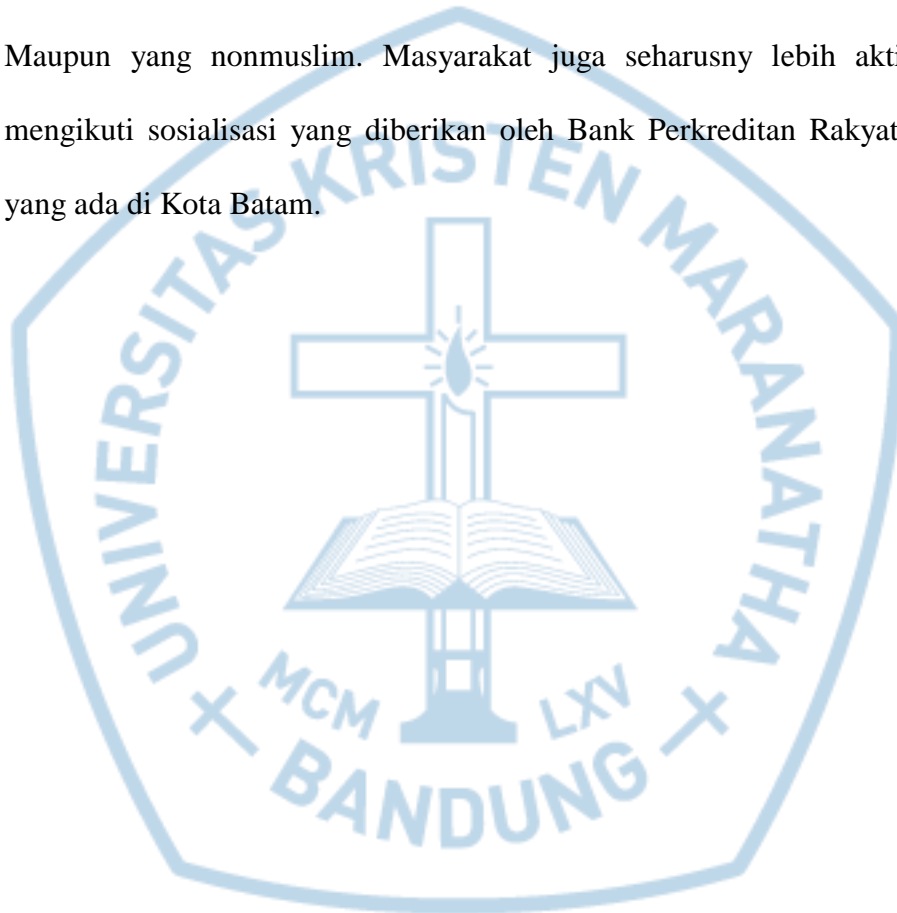 Maupun yang nonmuslim. Masyarakat juga seharusny lebih akti
mengikuti sosialisasi yang diberikan oleh Bank Perkreditan Rakyat
yang ada di Kota Batam.
UNIVERSITAS KRISTEN MARANATHA
MCM LXV
BANDUNG